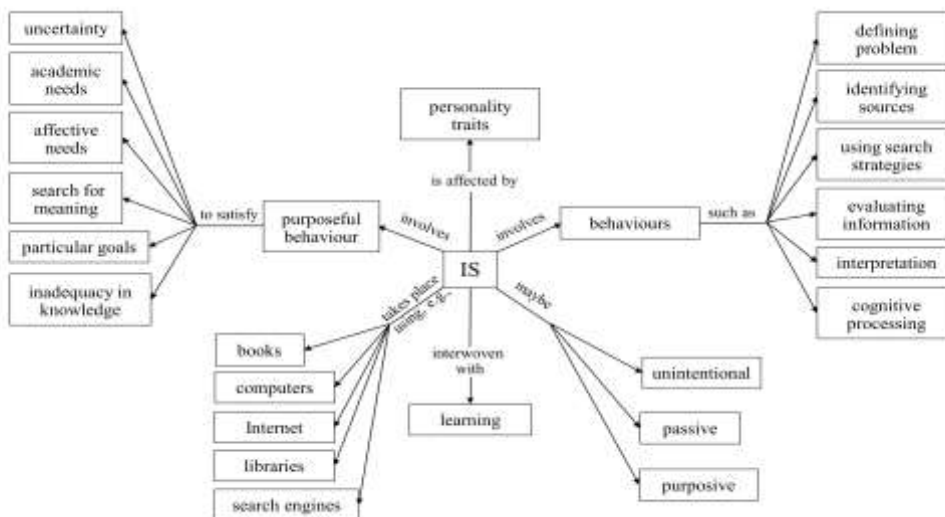 uncertainty
academic
needs
affective
needs
search for
meaning
particular goals
inadequacy in
knowledge
to satisfy
purposeful
behaviour
involves
personality
traits
is affected by
IS
involves
behaviours
such as
defining
problem
identifying
sources
using search
strategies
evaluating
information
interpretation
cognitive
processing
takes place
using, e.g.,
books
computers
Internet
libraries
search engines
interwoven
with
learning
maybe
unintentional
passive
purposive